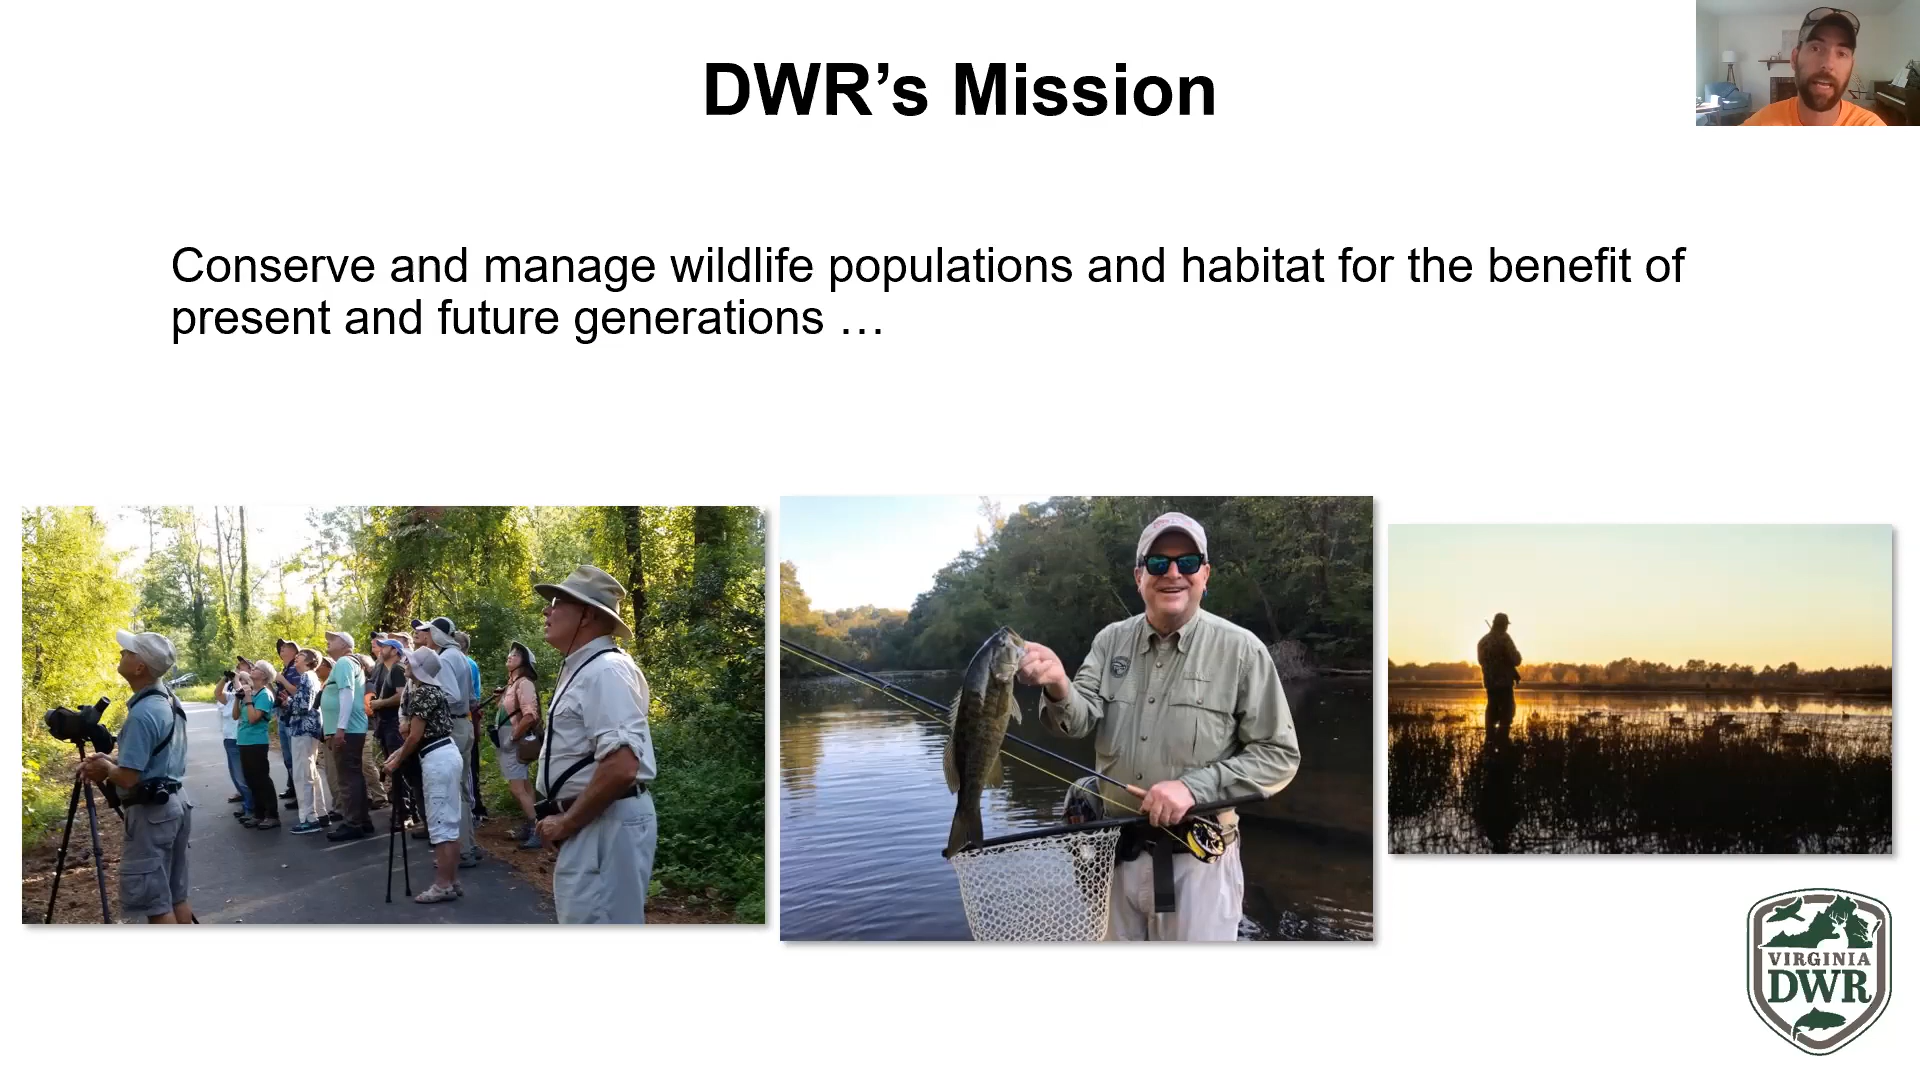 DWR’s Mission
Conserve and manage wildlife populations and habitat for the benefit of
present and future generations …
VIRGINIA
DWR